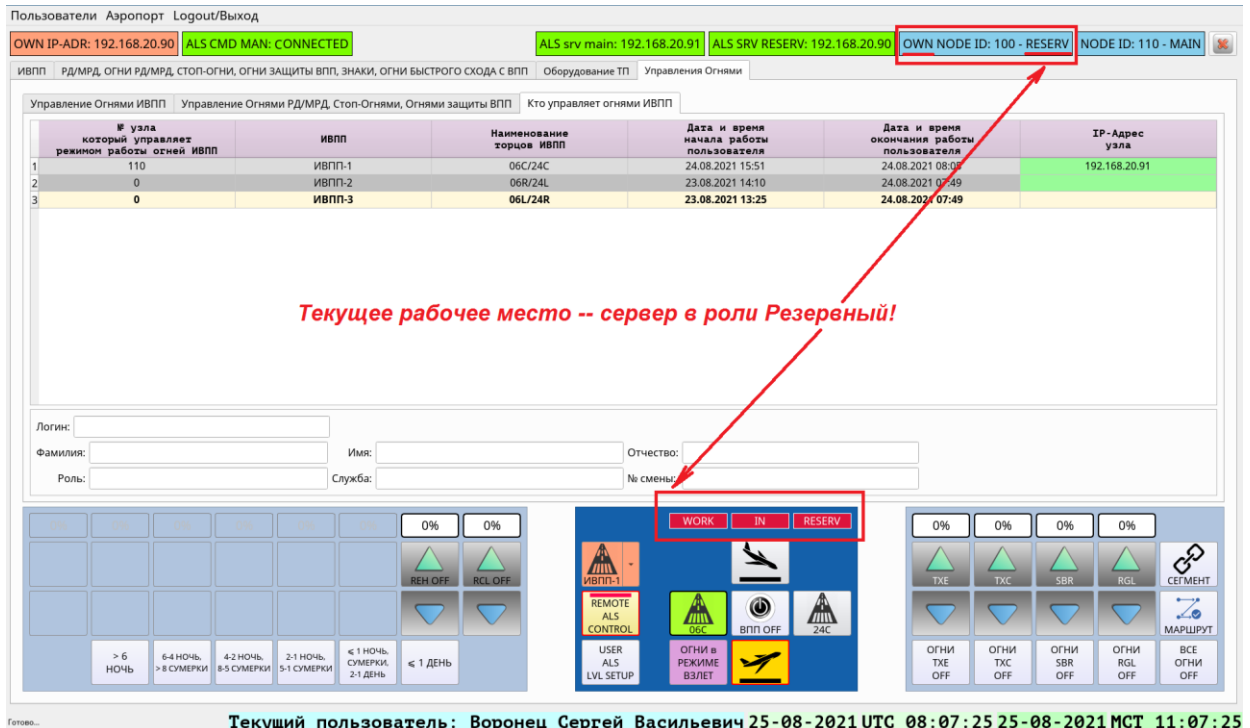 Пользователи Аэропорт Logout/Выход
OWN IP-ADR: 192.168.20.90 ALS CMD MAN: CONNECTED ALS srv main: 192.168.20.91 ALS SRV RESERV: 192.168.20.90 OWN NODE ID: 100 - RESERV NODE ID: 110 - MAIN
ИВПП РД/МРД, ОГНИ РД/МРД, СТОП-ОГНИ, ОГНИ ЗАЩИТЫ ВПП, ЗНАКИ, ОГНИ БЫСТРОГО СХОДА С ВПП Оборудование ТП Управления Огнями
Управление Огнями ИВПП Управление Огнями РД/МРД, Стоп-Огнями, Огнями защиты ВПП Кто управляет огнями ИВПП
№ узла который управляет режимом работы огней ИВПП ИВПП Наименование торцов ИВПП Дата и время начала работы пользователя Дата и время окончания работы пользователя IP-Адрес узла
1 110 ИВПП-1 06C/24C 24.08.2021 15:51 24.08.2021 08:05 192.168.20.91
2 0 ИВПП-2 06R/24L 23.08.2021 14:10 24.08.2021 07:49
3 0 ИВПП-3 06L/24R 23.08.2021 13:25 24.08.2021 07:49
Текущее рабочее место -- сервер в роли Резервный!
Логин:
Фамилия: Имя: Отчество:
Роль: Служба: № смены:
0% 0% WORK IN RESERV 0% 0% 0% 0%
REH OFF RCL OFF ИВПП-1 TXE TXC SBR RGL СЕГМЕНТ
REMOTE ALS CONTROL 06C ВПП OFF 24C МАРШРУТ
> 6 НОЧЬ
6-4 НОЧЬ, > 8 СУМЕРКИ
4-2 НОЧЬ, 8-5 СУМЕРКИ
2-1 НОЧЬ, 5-1 СУМЕРКИ
⩽ 1 НОЧЬ, СУМЕРКИ, 2-1 ДЕНЬ
⩽ 1 ДЕНЬ
USER ALS LVL SETUP
ОГНИ в РЕЖИМЕ ВЗЛЕТ
ОГНИ TXE OFF
ОГНИ TXC OFF
ОГНИ SBR OFF
ОГНИ RGL OFF
ВСЕ ОГНИ OFF
Готово... Текущий пользователь: Воронец Сергей Васильевич 25-08-2021 UTC 08:07:25 25-08-2021 МСТ 11:07:25